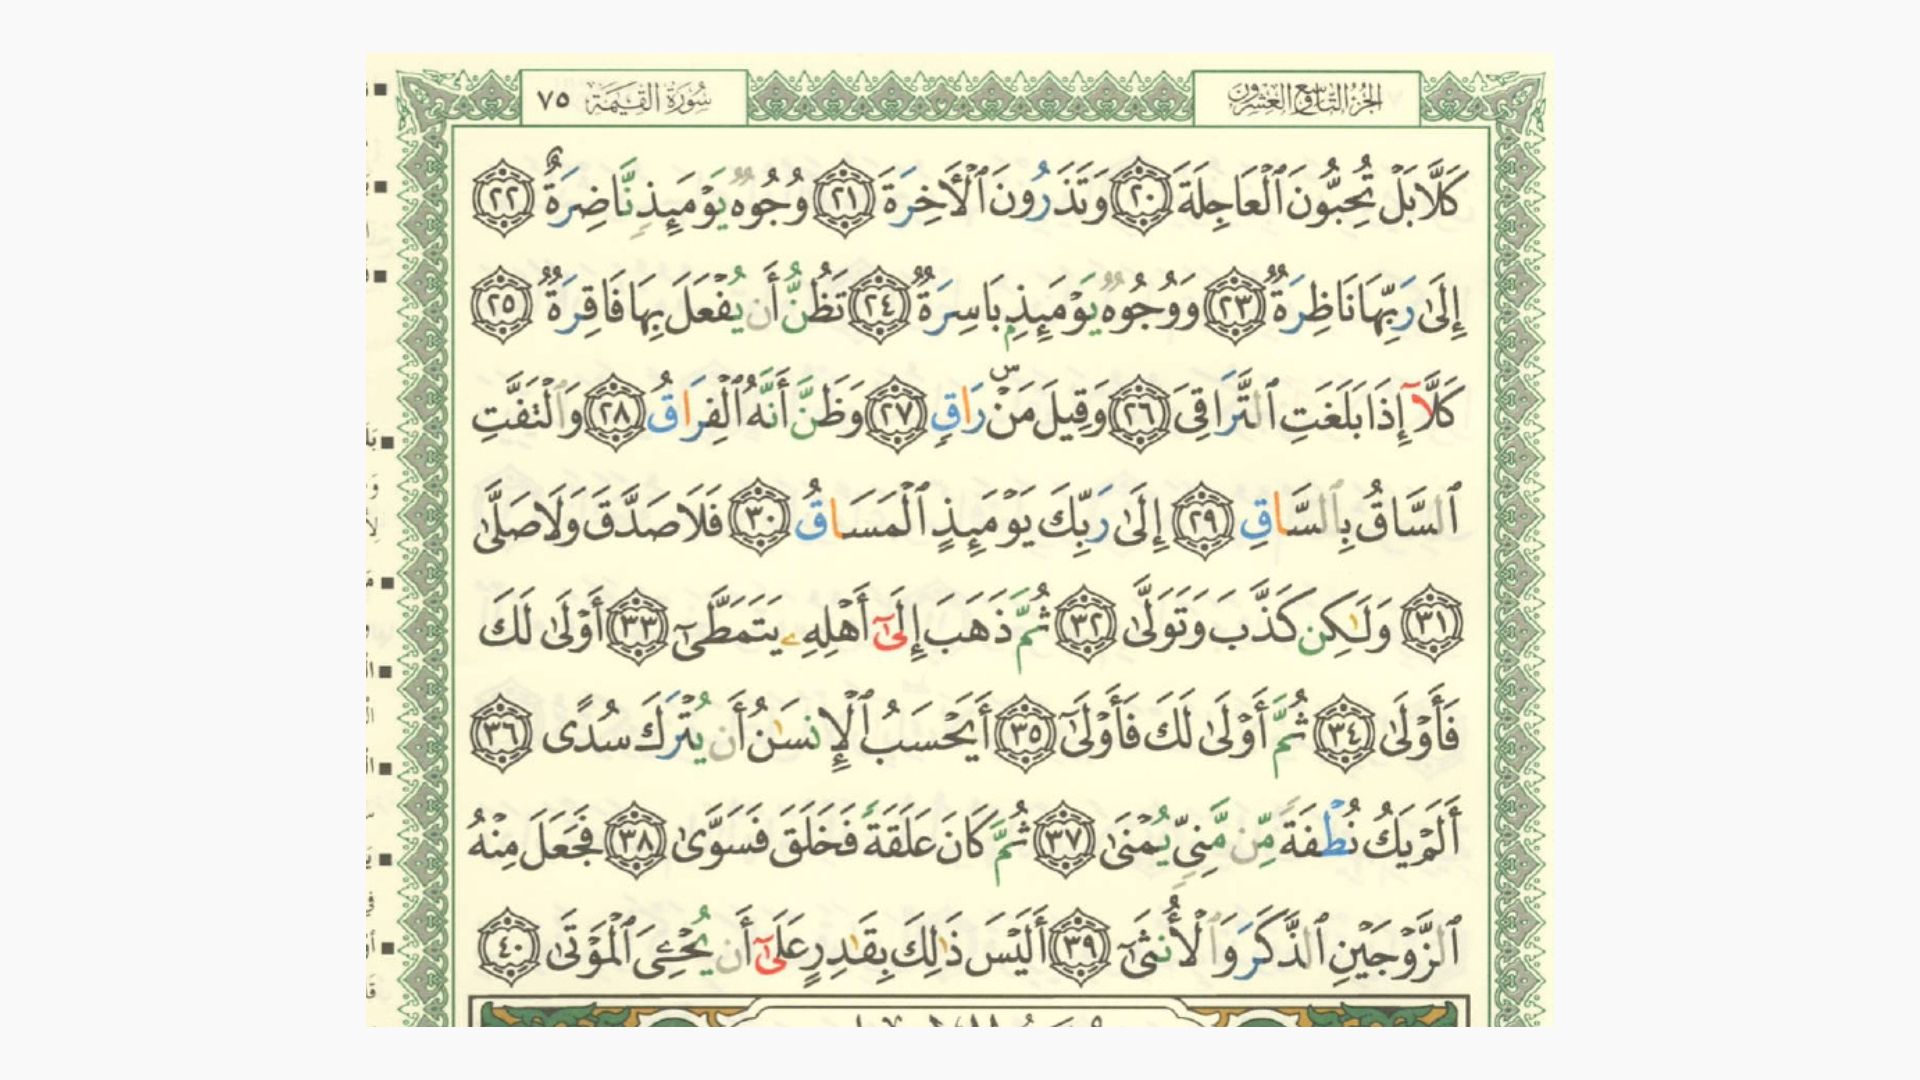 الجزء التاسع والعشرون
سُورَةُ القِيَٰمَة ٧٥
كَلَّا بَلْ تُحِبُّونَ ٱلْعَاجِلَةَ ٢٠ وَتَذَرُونَ ٱلْأَخِرَةَ ٢١ وُجُوهٌ يَوْمَئِذٍ نَّاضِرَةٌ ٢٢
إِلَىٰ رَبِّهَا نَاظِرَةٌ ٢٣ وَوُجُوهٌ يَوْمَئِذِۭ بَاسِرَةٌ ٢٤ تَظُنُّ أَن يُفْعَلَ بِهَا فَاقِرَةٌ ٢٥
كَلَّآ إِذَا بَلَغَتِ ٱلتَّرَاقِىَ ٢٦ وَقِيلَ مَنْۜ رَاقٍ ٢٧ وَظَنَّ أَنَّهُ ٱلْفِرَاقُ ٢٨ وَٱلْتَفَّتِ
ٱلسَّاقُ بِٱلسَّاقِ ٢٩ إِلَىٰ رَبِّكَ يَوْمَئِذٍ ٱلْمَسَاقُ ٣٠ فَلَا صَدَّقَ وَلَا صَلَّىٰ
٣١ وَلَٰكِن كَذَّبَ وَتَوَلَّىٰ ٣٢ ثُمَّ ذَهَبَ إِلَىٰٓ أَهْلِهِۦ يَتَمَطَّىٰٓ ٣٣ أَوْلَىٰ لَكَ
فَأَوْلَىٰ ٣٤ ثُمَّ أَوْلَىٰ لَكَ فَأَوْلَىٰٓ ٣٥ أَيَحْسَبُ ٱلْإِنسَٰنُ أَن يُتْرَكَ سُدًى ٣٦
أَلَمْ يَكُ نُطْفَةً مِّن مَّنِىٍّ يُمْنَىٰ ٣٧ ثُمَّ كَانَ عَلَقَةً فَخَلَقَ فَسَوَّىٰ ٣٨ فَجَعَلَ مِنْهُ
ٱلزَّوْجَيْنِ ٱلذَّكَرَ وَٱلْأُنثَىٰٓ ٣٩ أَلَيْسَ ذَٰلِكَ بِقَٰدِرٍ عَلَىٰٓ أَن يُحْـِۧىَ ٱلْمَوْتَىٰ ٤٠